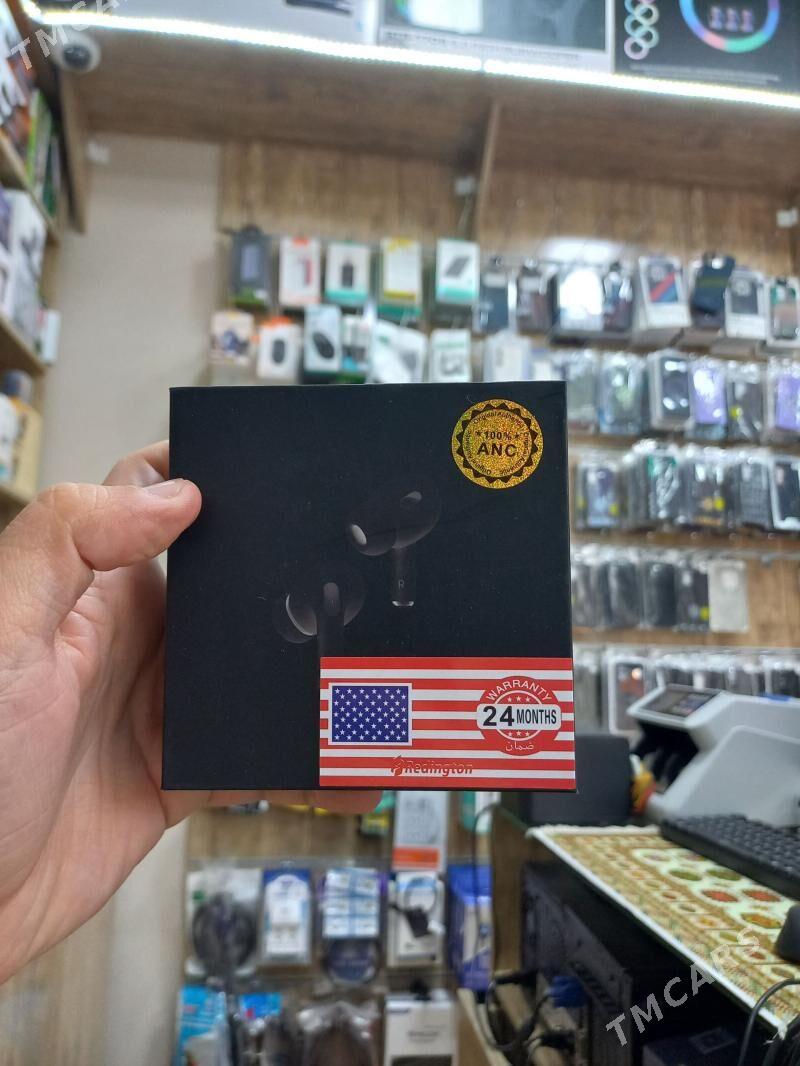 TMCARS
100%
ANC
R
WARRANTY
24 MONTHS
ضمان
Redington
TMCARS